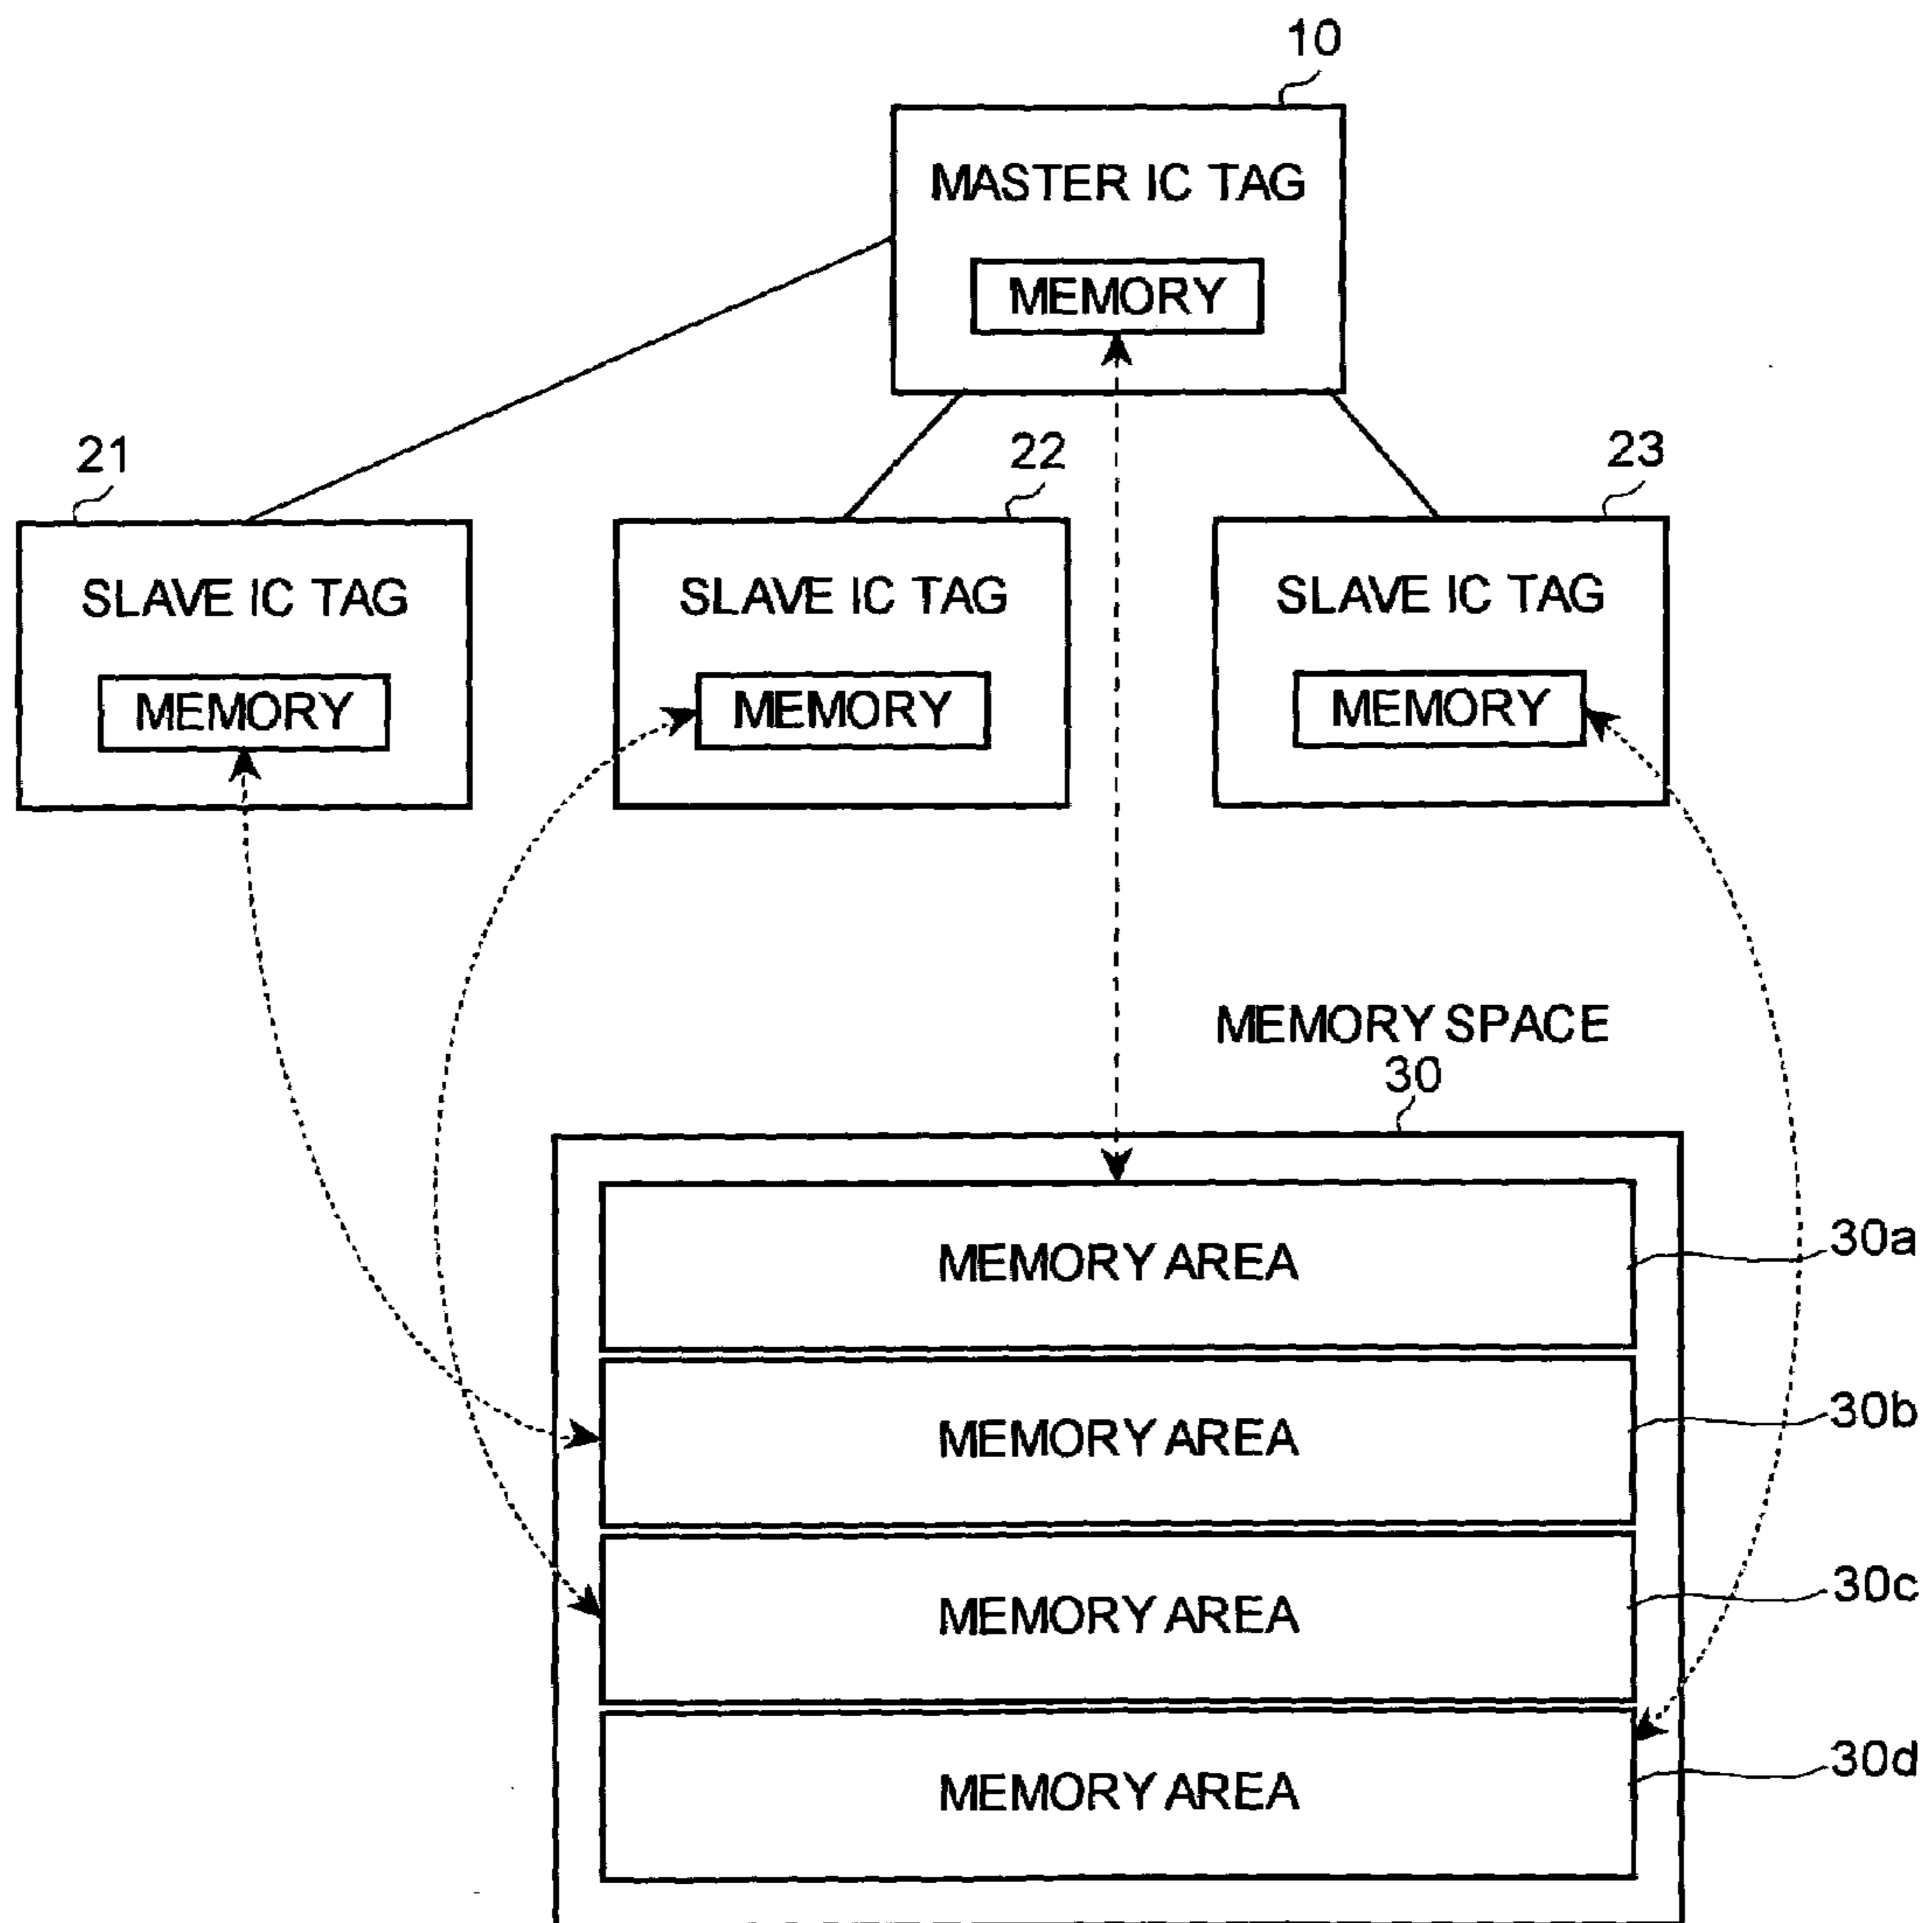 10
MASTER IC TAG
MEMORY
21
22
23
SLAVE IC TAG
SLAVE IC TAG
SLAVE IC TAG
MEMORY
MEMORY
MEMORY
MEMORY SPACE
30
MEMORY AREA
30a
MEMORY AREA
30b
MEMORY AREA
30c
MEMORY AREA
30d